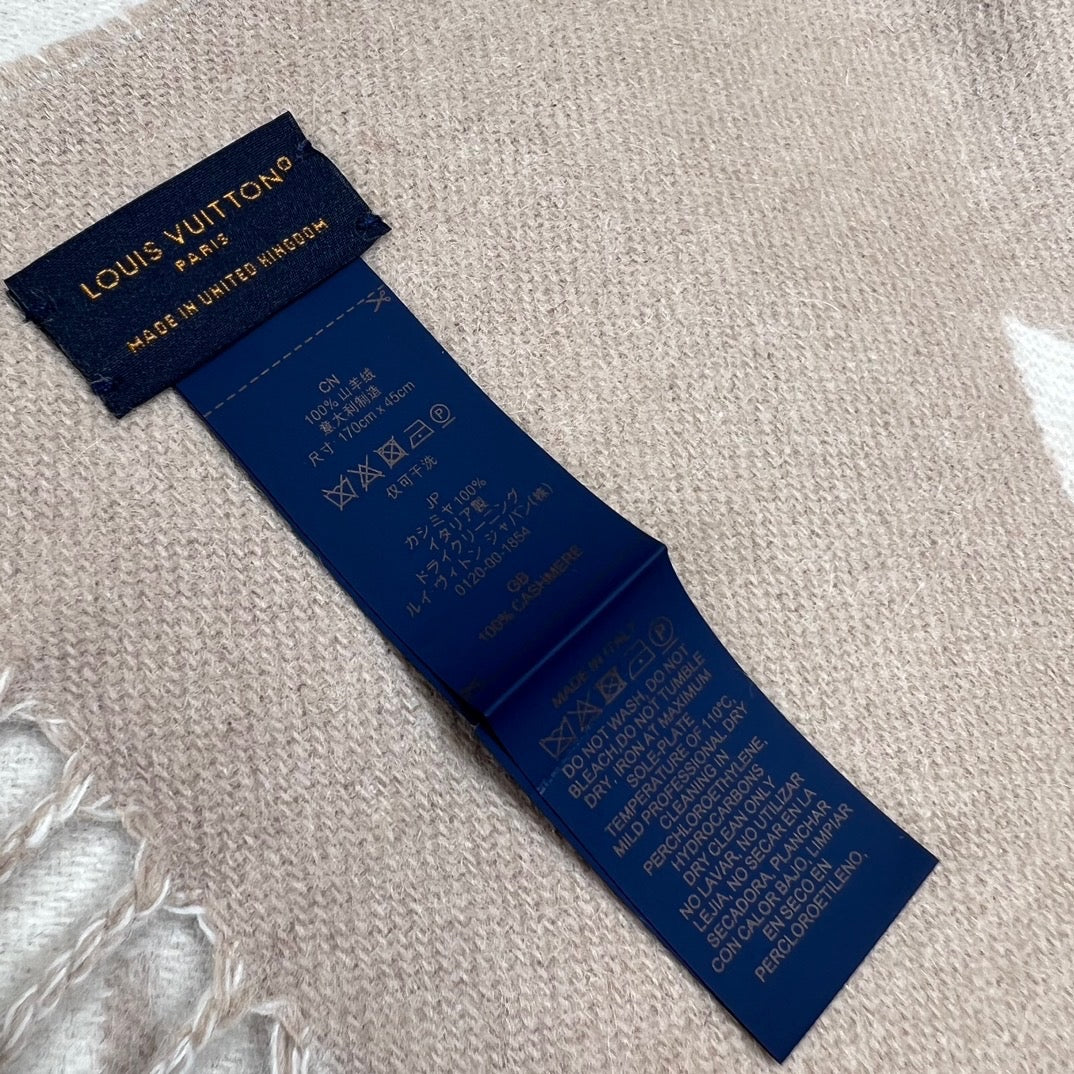 LOUIS VUITTON
PARIS
MADE IN UNITED KINGDOM
CN
100% 山羊绒
意大利制造
尺寸 170cm x 45cm
仅可干洗
JP
カシミヤ100%
イタリア製
ドライクリーニング
ルイ・ヴィトン ジャパン(株)
0120-00-1854
GB
100% CASHMERE
MADE IN ITALY
DO NOT WASH, DO NOT
BLEACH,DO NOT TUMBLE
DRY. IRON AT MAXIMUM
SOLE-PLATE
TEMPERATURE OF 110°C,
MILD PROFESSIONAL DRY
CLEANING IN
PERCHLOROETHYLENE,
HYDROCARBONS
DRY CLEAN ONLY
NO LAVAR, NO UTILIZAR
LEJIA, NO SECAR EN LA
SECADORA, PLANCHAR
CON CALOR BAJO, LIMPIAR
EN SECO EN
PERCLOROETILENO,